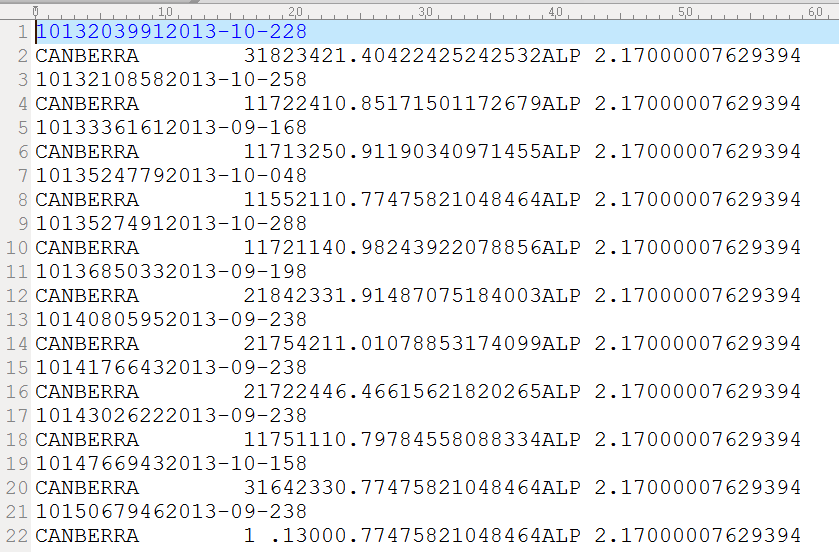 0 10 20 30 40 50 60
1 10132039912013-10-228
2 CANBERRA        31823421.40422425242532ALP 2.17000007629394
3 10132108582013-10-258
4 CANBERRA        11722410.85171501172679ALP 2.17000007629394
5 10133361612013-09-168
6 CANBERRA        11713250.91190340971455ALP 2.17000007629394
7 10135247792013-10-048
8 CANBERRA        11552110.77475821048464ALP 2.17000007629394
9 10135274912013-10-288
10 CANBERRA        11721140.98243922078856ALP 2.17000007629394
11 10136850332013-09-198
12 CANBERRA        21842331.91487075184003ALP 2.17000007629394
13 10140805952013-09-238
14 CANBERRA        21754211.01078853174099ALP 2.17000007629394
15 10141766432013-09-238
16 CANBERRA        21722446.46615621820265ALP 2.17000007629394
17 10143026222013-09-238
18 CANBERRA        11751110.79784558088334ALP 2.17000007629394
19 10147669432013-10-158
20 CANBERRA        31642330.77475821048464ALP 2.17000007629394
21 10150679462013-09-238
22 CANBERRA        1 .13000.77475821048464ALP 2.17000007629394